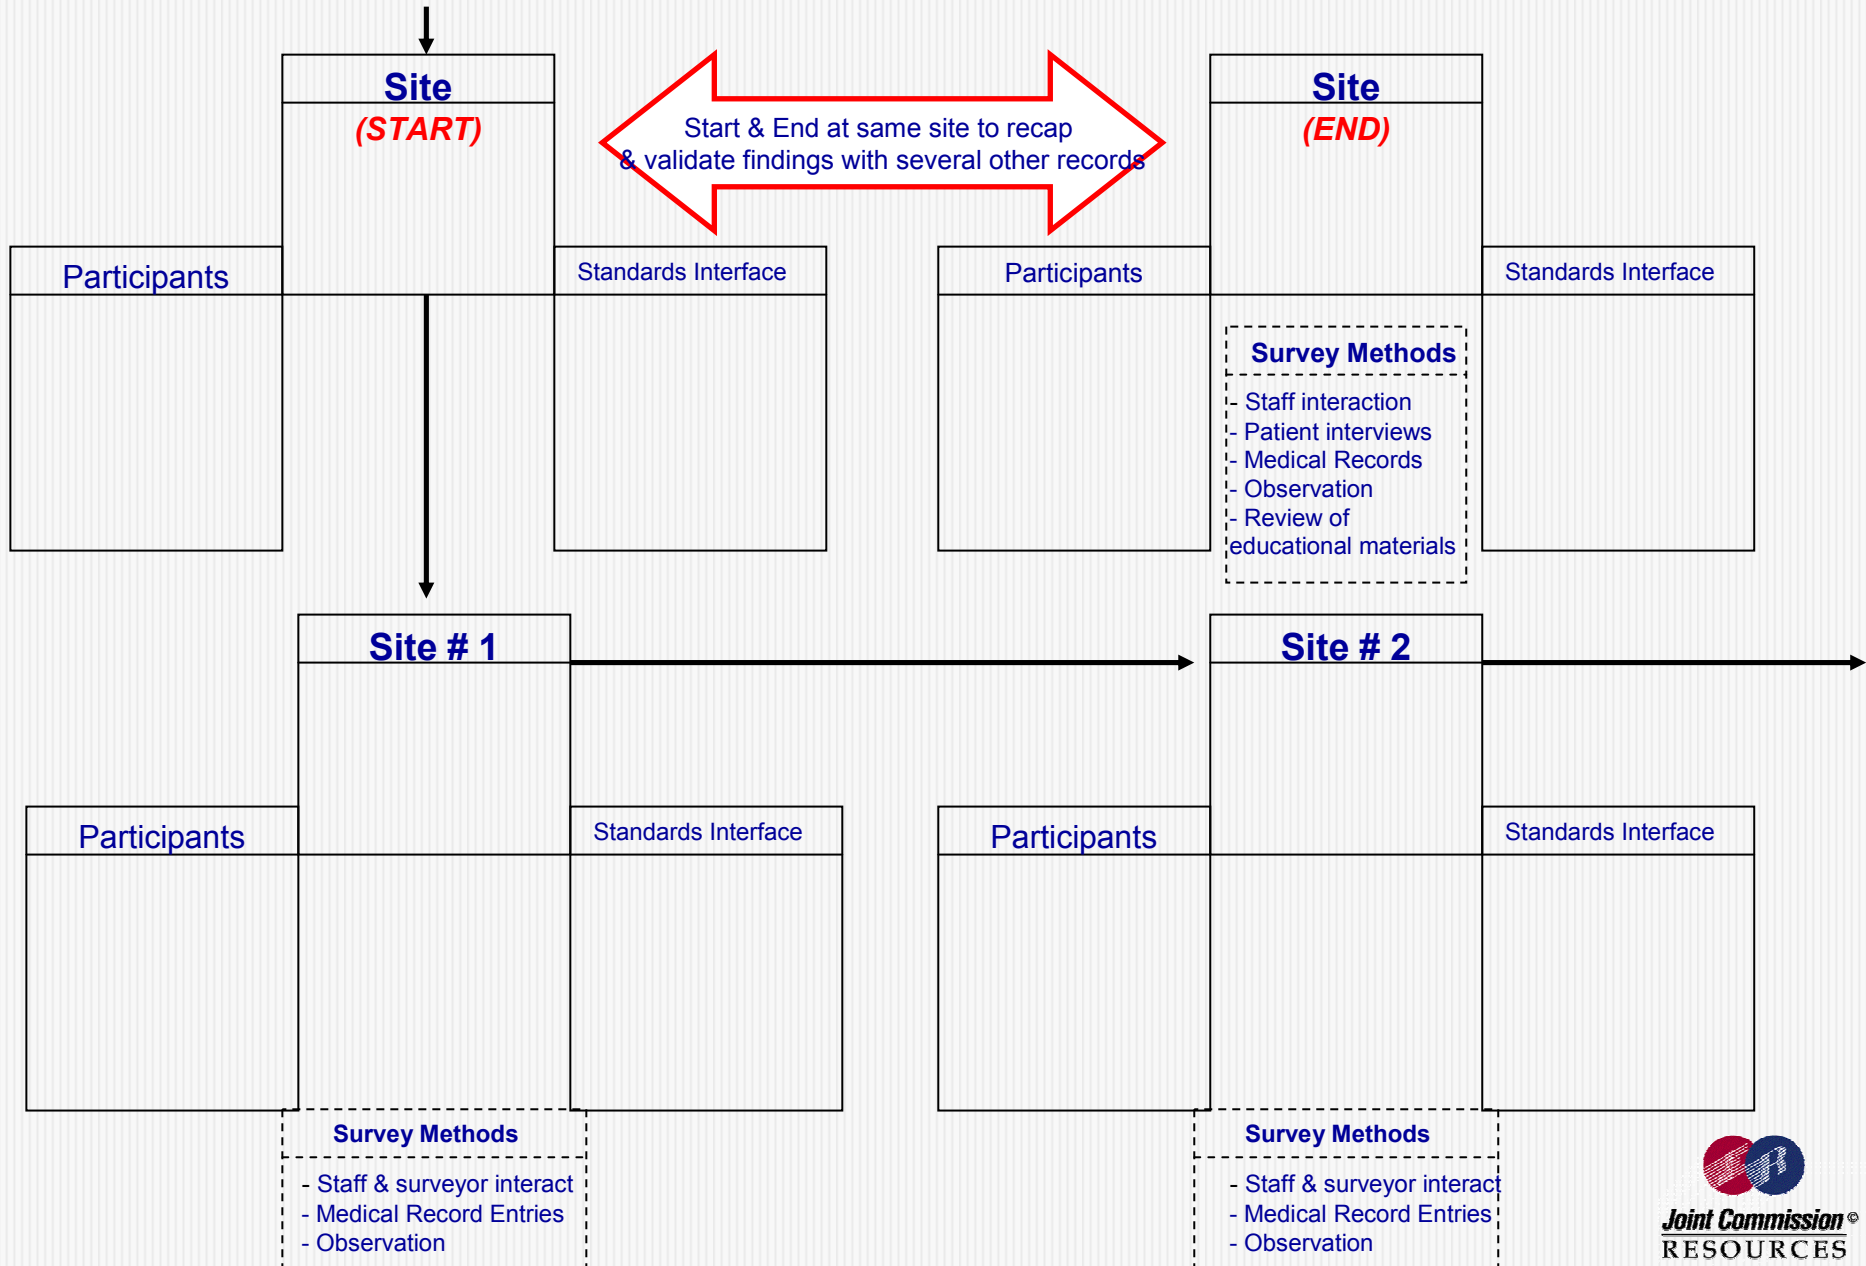 Site
(START)
Start & End at same site to recap
& validate findings with several other records
Site
(END)
Participants
Standards Interface
Participants
Standards Interface
Survey Methods
- Staff interaction
- Patient interviews
- Medical Records
- Observation
- Review of
educational materials
Site # 1
Site # 2
Participants
Standards Interface
Participants
Standards Interface
Survey Methods
- Staff & surveyor interact
- Medical Record Entries
- Observation
Survey Methods
- Staff & surveyor interact
- Medical Record Entries
- Observation
Joint Commission ©
RESOURCES